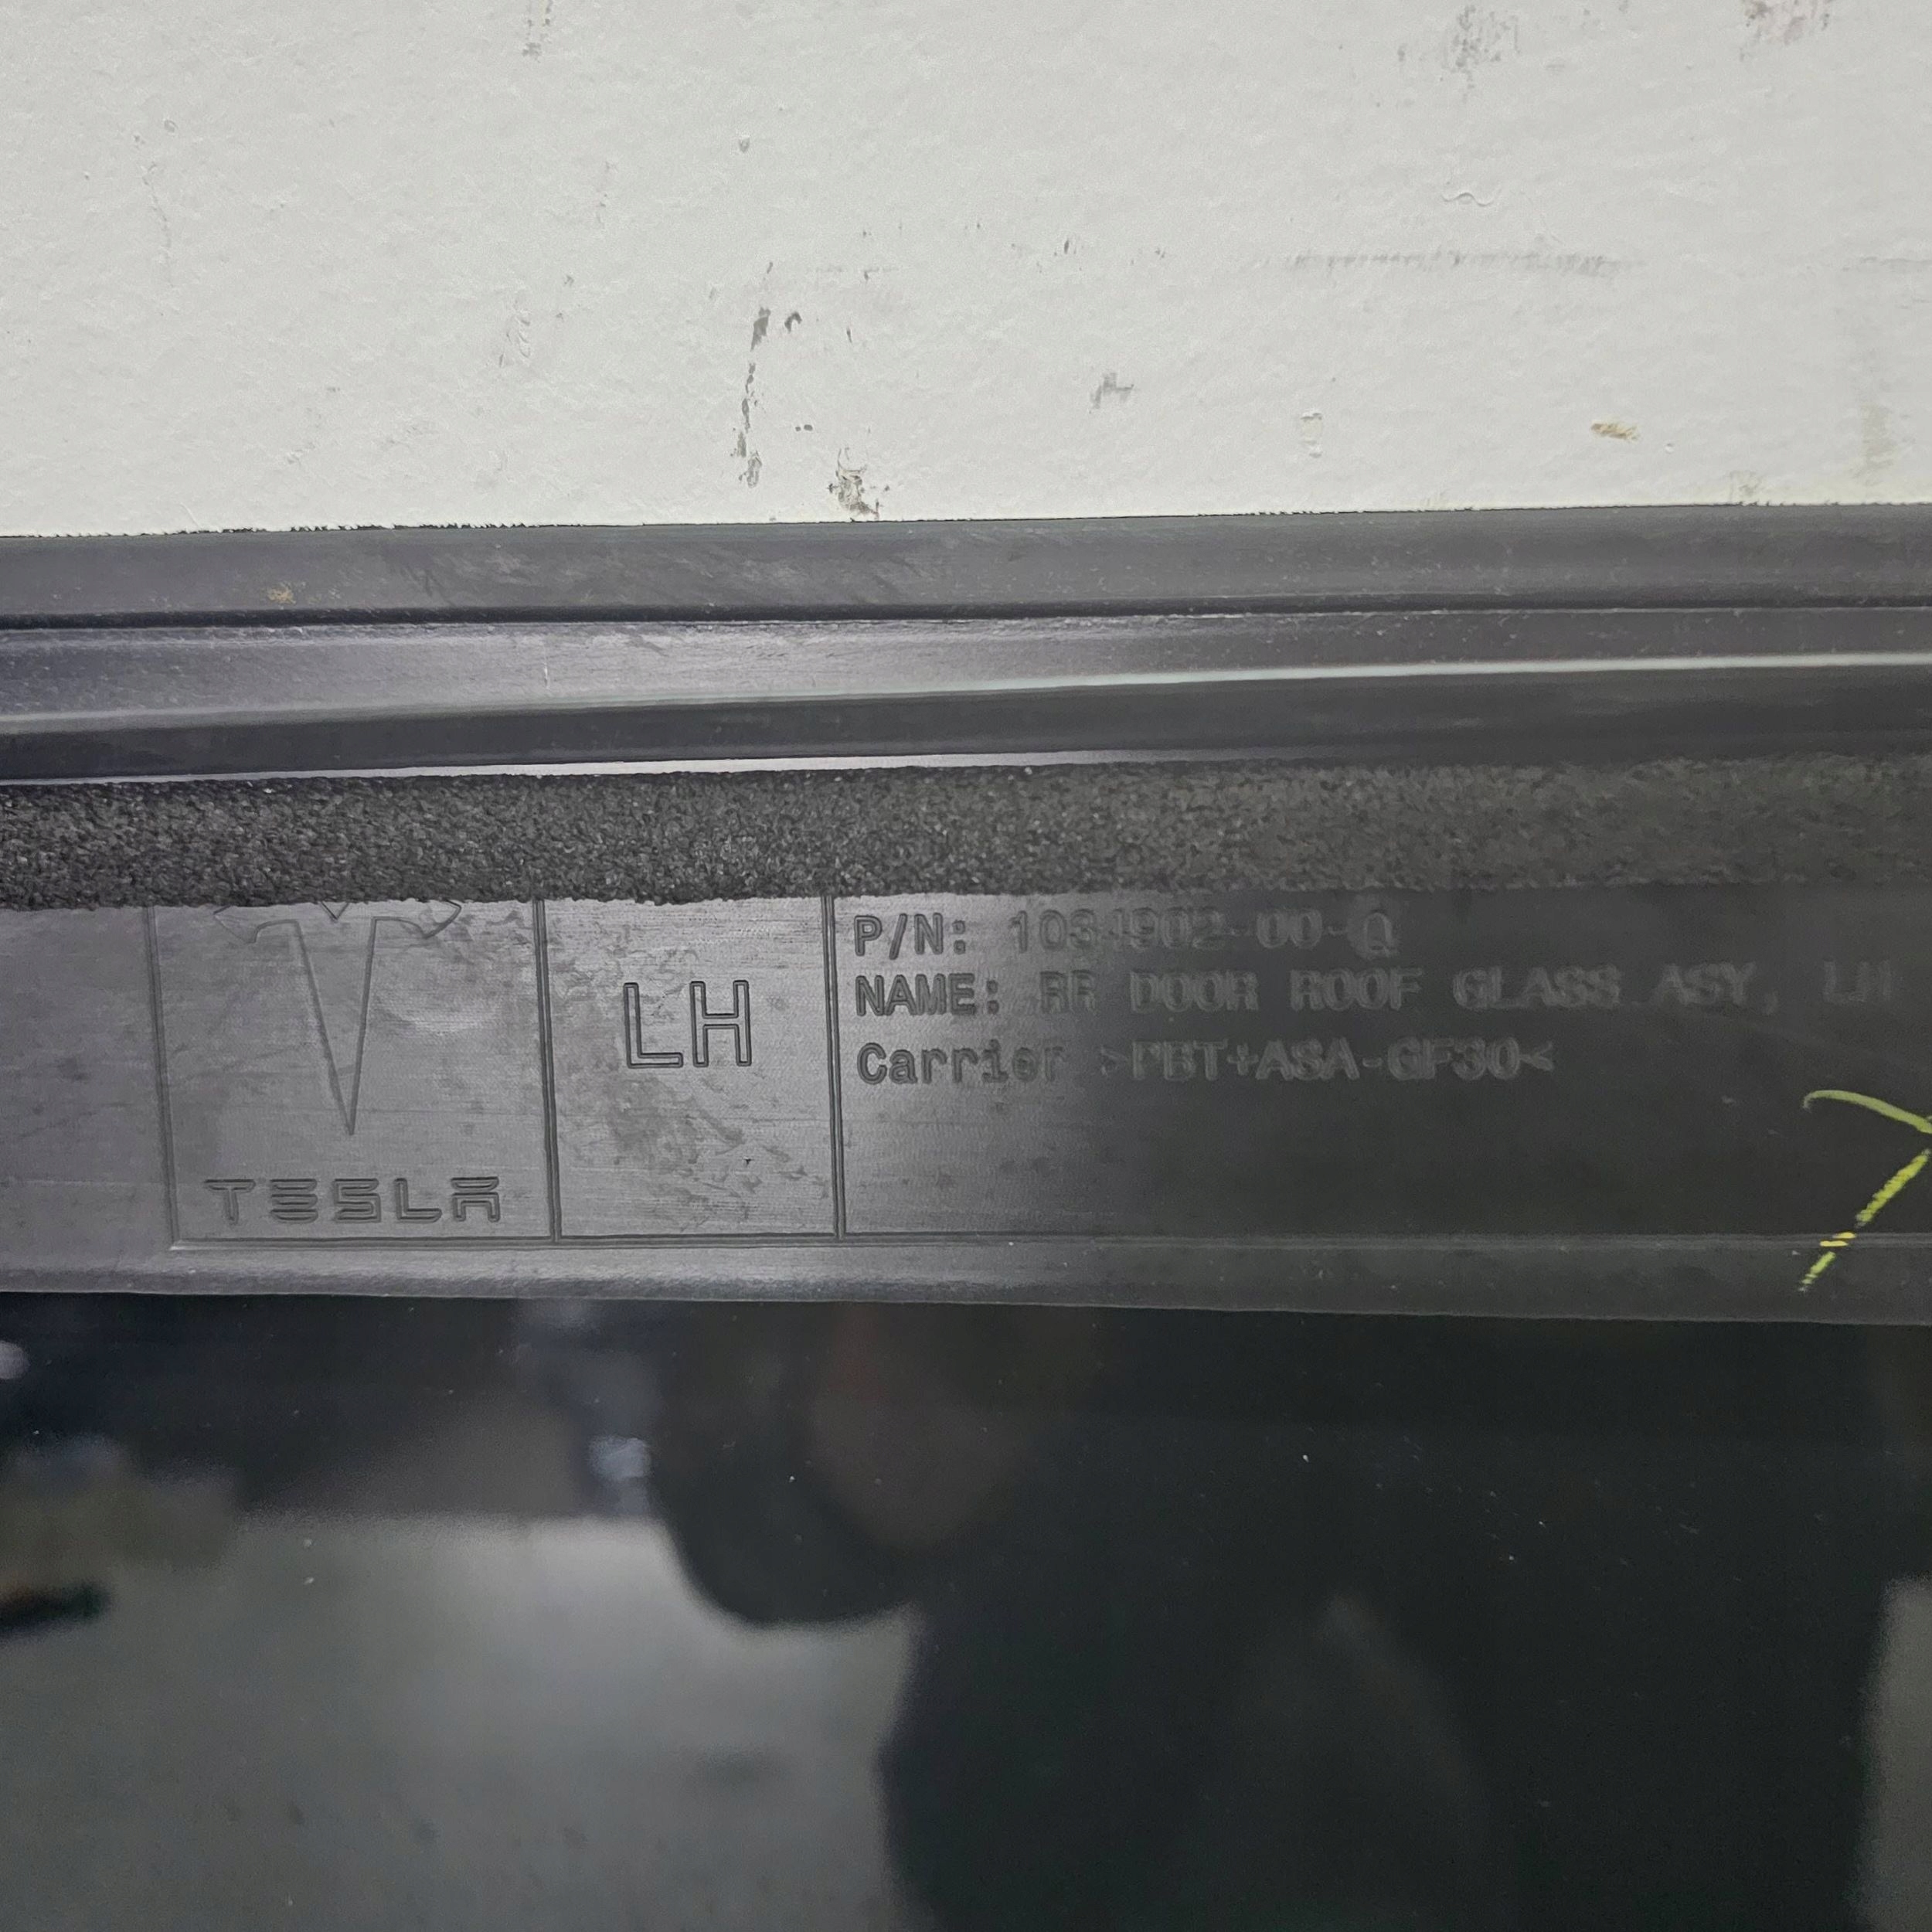 TESLA
LH
P/N: 1034902-00-Q
NAME: RR DOOR ROOF GLASS ASY, LH
Carrier >PBT+ASA-GF30<